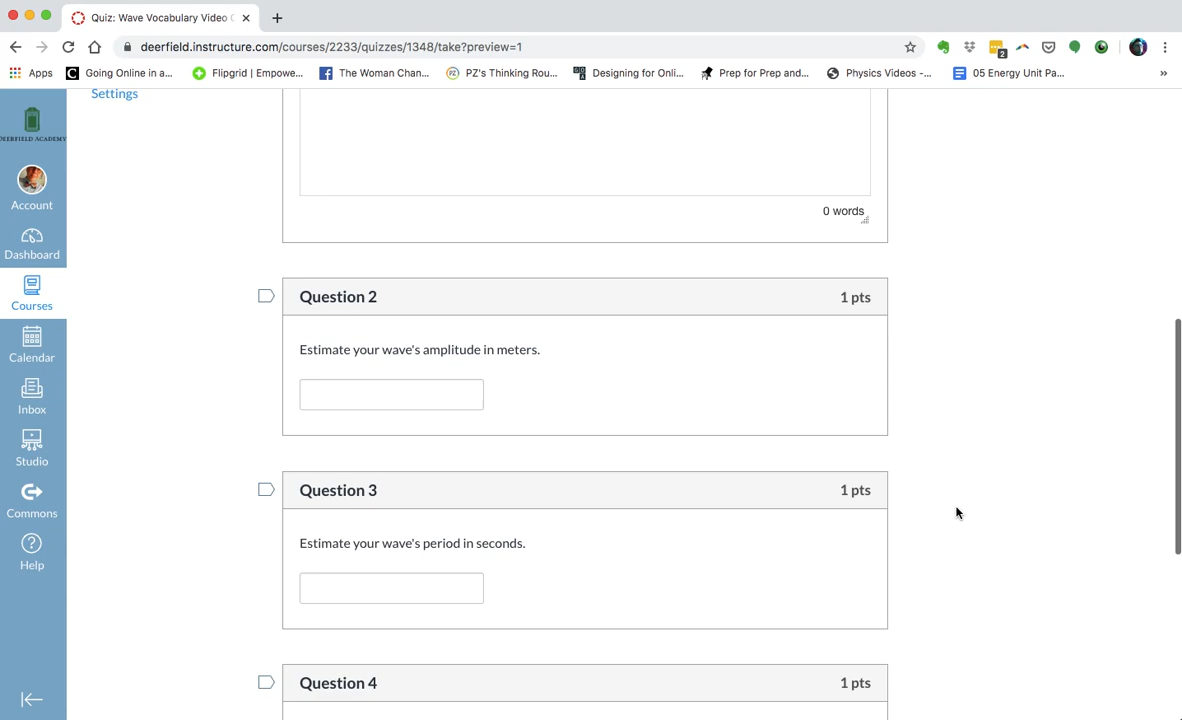 Quiz: Wave Vocabulary Video
deerfield.instructure.com/courses/2233/quizzes/1348/take?preview=1
2
Apps
Going Online in a...
Flipgrid | Empowe...
The Woman Chan...
PZ's Thinking Rou...
Designing for Onli...
Prep for Prep and...
Physics Videos -...
05 Energy Unit Pa...
»
Settings
DEERFIELD ACADEMY
Account
Dashboard
Courses
Calendar
Inbox
Studio
Commons
Help
0 words
Question 2
1 pts
Estimate your wave's amplitude in meters.
Question 3
1 pts
Estimate your wave's period in seconds.
Question 4
1 pts